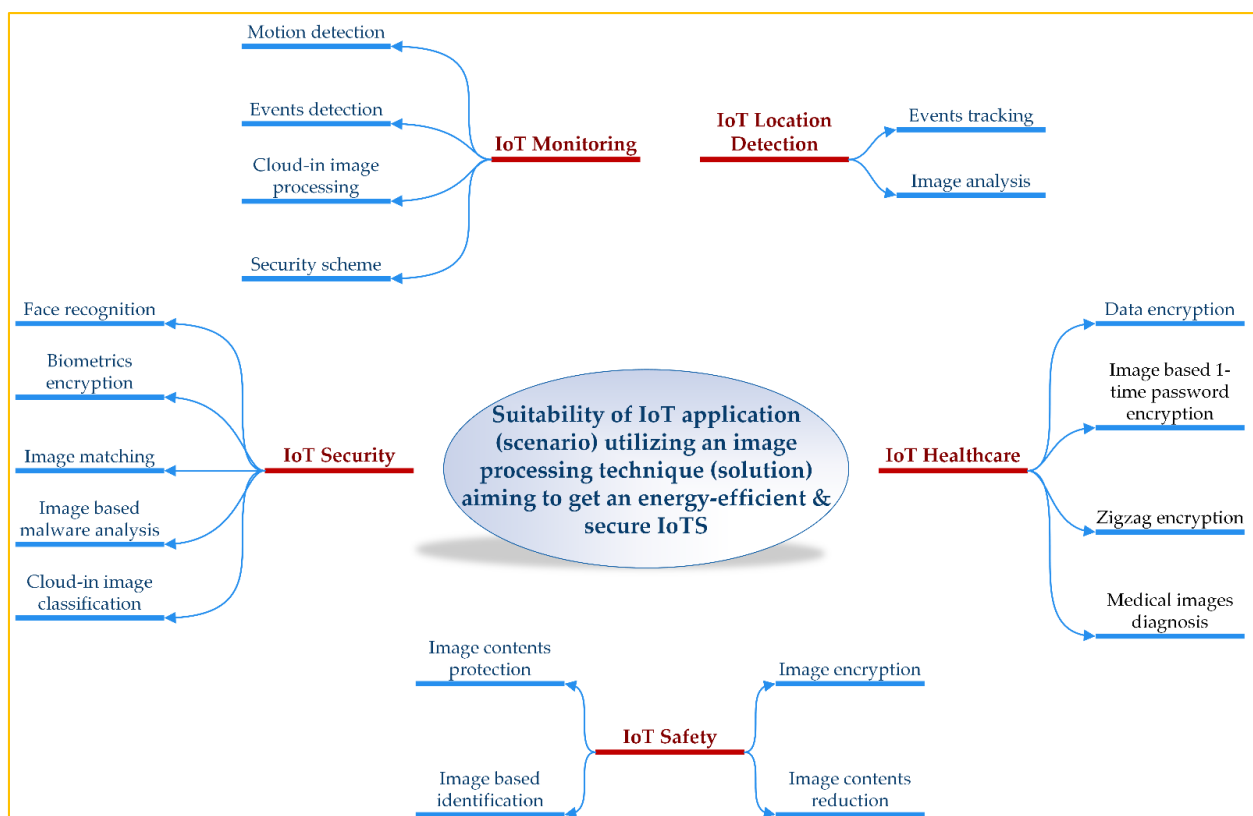 Motion detection
Events detection
Cloud-in image
processing
Security scheme
IoT Monitoring
IoT Location
Detection
Events tracking
Image analysis
Face recognition
Biometrics
encryption
Image matching
Image based
malware analysis
Cloud-in image
classification
IoT Security
Suitability of IoT application
(scenario) utilizing an image
processing technique (solution)
aiming to get an energy-efficient &
secure IoTS
IoT Healthcare
Data encryption
Image based 1-
time password
encryption
Zigzag encryption
Medical images
diagnosis
Image contents
protection
Image based
identification
IoT Safety
Image encryption
Image contents
reduction